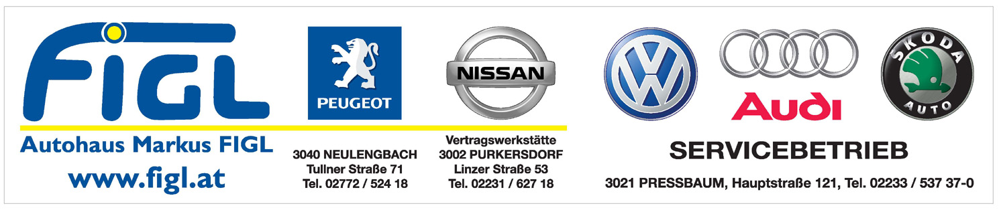 FiGL
Autohaus Markus FIGL
www.figl.at
PEUGEOT
3040 NEULENGBACH
Tullner Straße 71
Tel. 02772 / 524 18
NISSAN
Vertragswerkstätte
3002 PURKERSDORF
Linzer Straße 53
Tel. 02231 / 627 18
VW
Audi
ŠKODA
AUTO
SERVICEBETRIEB
3021 PRESSBAUM, Hauptstraße 121, Tel. 02233 / 537 37-0